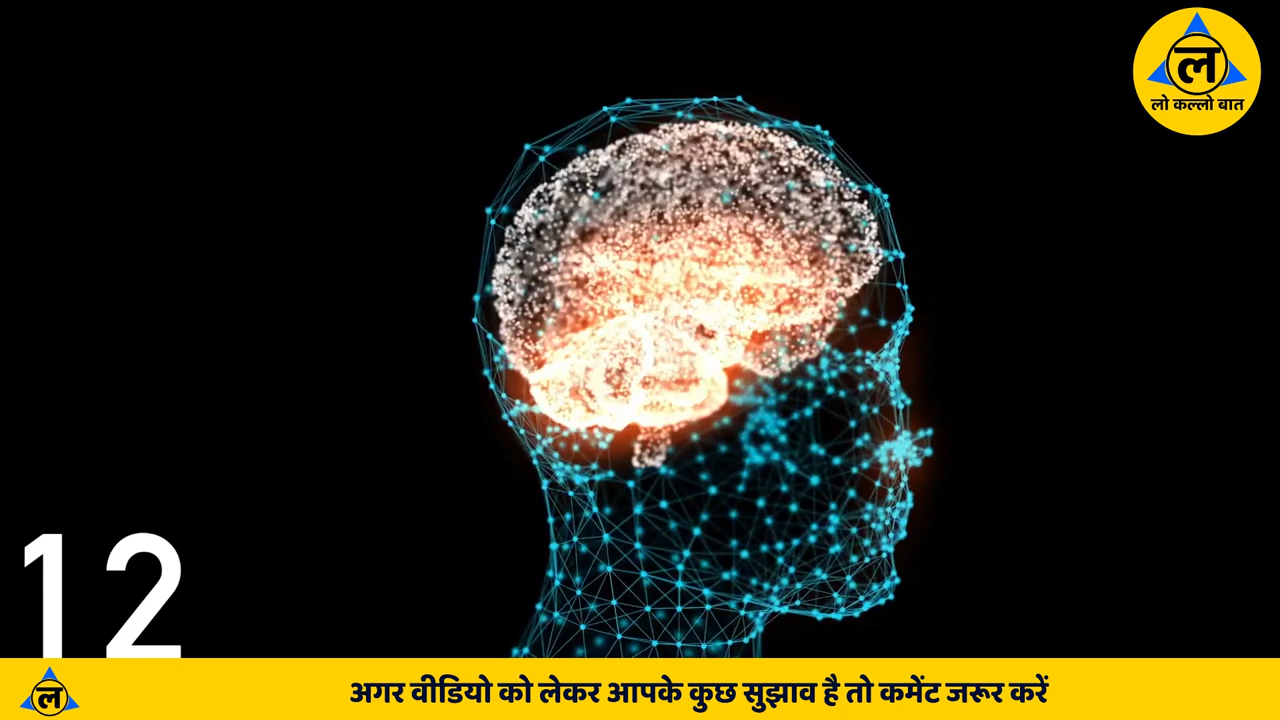 ल
लो कल्लो बात
12
ल
अगर वीडियो को लेकर आपके कुछ सुझाव है तो कमेंट जरूर करें